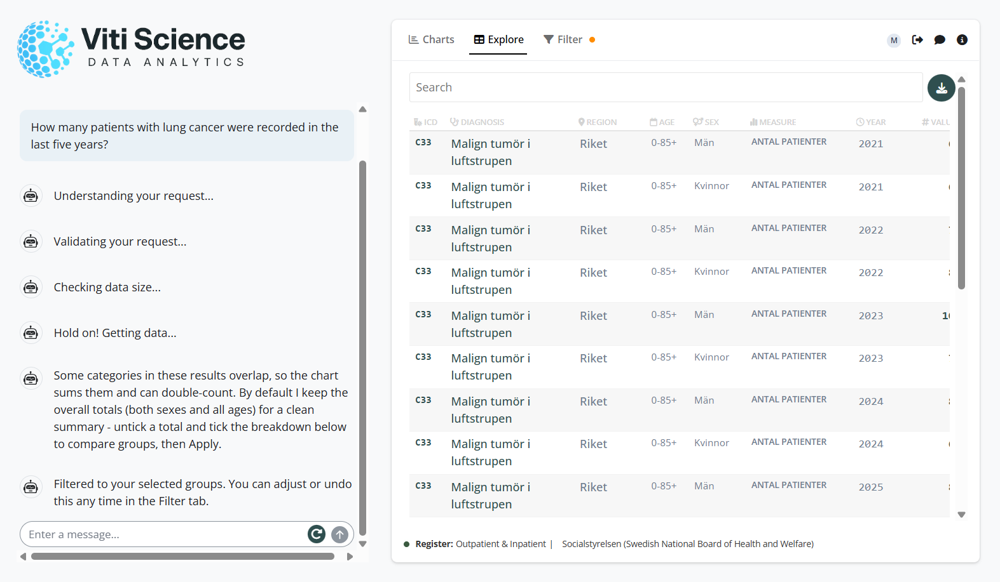 Viti Science
DATA ANALYTICS
How many patients with lung cancer were recorded in the
last five years?
Understanding your request...
Validating your request...
Checking data size...
Hold on! Getting data...
Some categories in these results overlap, so the chart
sums them and can double-count. By default I keep the
overall totals (both sexes and all ages) for a clean
summary - untick a total and tick the breakdown below
to compare groups, then Apply.
Filtered to your selected groups. You can adjust or undo
this any time in the Filter tab.
Enter a message...
Charts Explore Filter M
Search
ICD DIAGNOSIS REGION AGE SEX MEASURE YEAR # VALU
C33 Malign tumör i Riket 0-85+ Män ANTAL PATIENTER 2021
luftstrupen
C33 Malign tumör i Riket 0-85+ Kvinnor ANTAL PATIENTER 2021
luftstrupen
C33 Malign tumör i Riket 0-85+ Män ANTAL PATIENTER 2022
luftstrupen
C33 Malign tumör i Riket 0-85+ Kvinnor ANTAL PATIENTER 2022
luftstrupen
C33 Malign tumör i Riket 0-85+ Män ANTAL PATIENTER 2023
luftstrupen
C33 Malign tumör i Riket 0-85+ Kvinnor ANTAL PATIENTER 2023
luftstrupen
C33 Malign tumör i Riket 0-85+ Män ANTAL PATIENTER 2024
luftstrupen
C33 Malign tumör i Riket 0-85+ Kvinnor ANTAL PATIENTER 2024
luftstrupen
C33 Malign tumör i Riket 0-85+ Män ANTAL PATIENTER 2025
luftstrupen
Register: Outpatient & Inpatient | Socialstyrelsen (Swedish National Board of Health and Welfare)